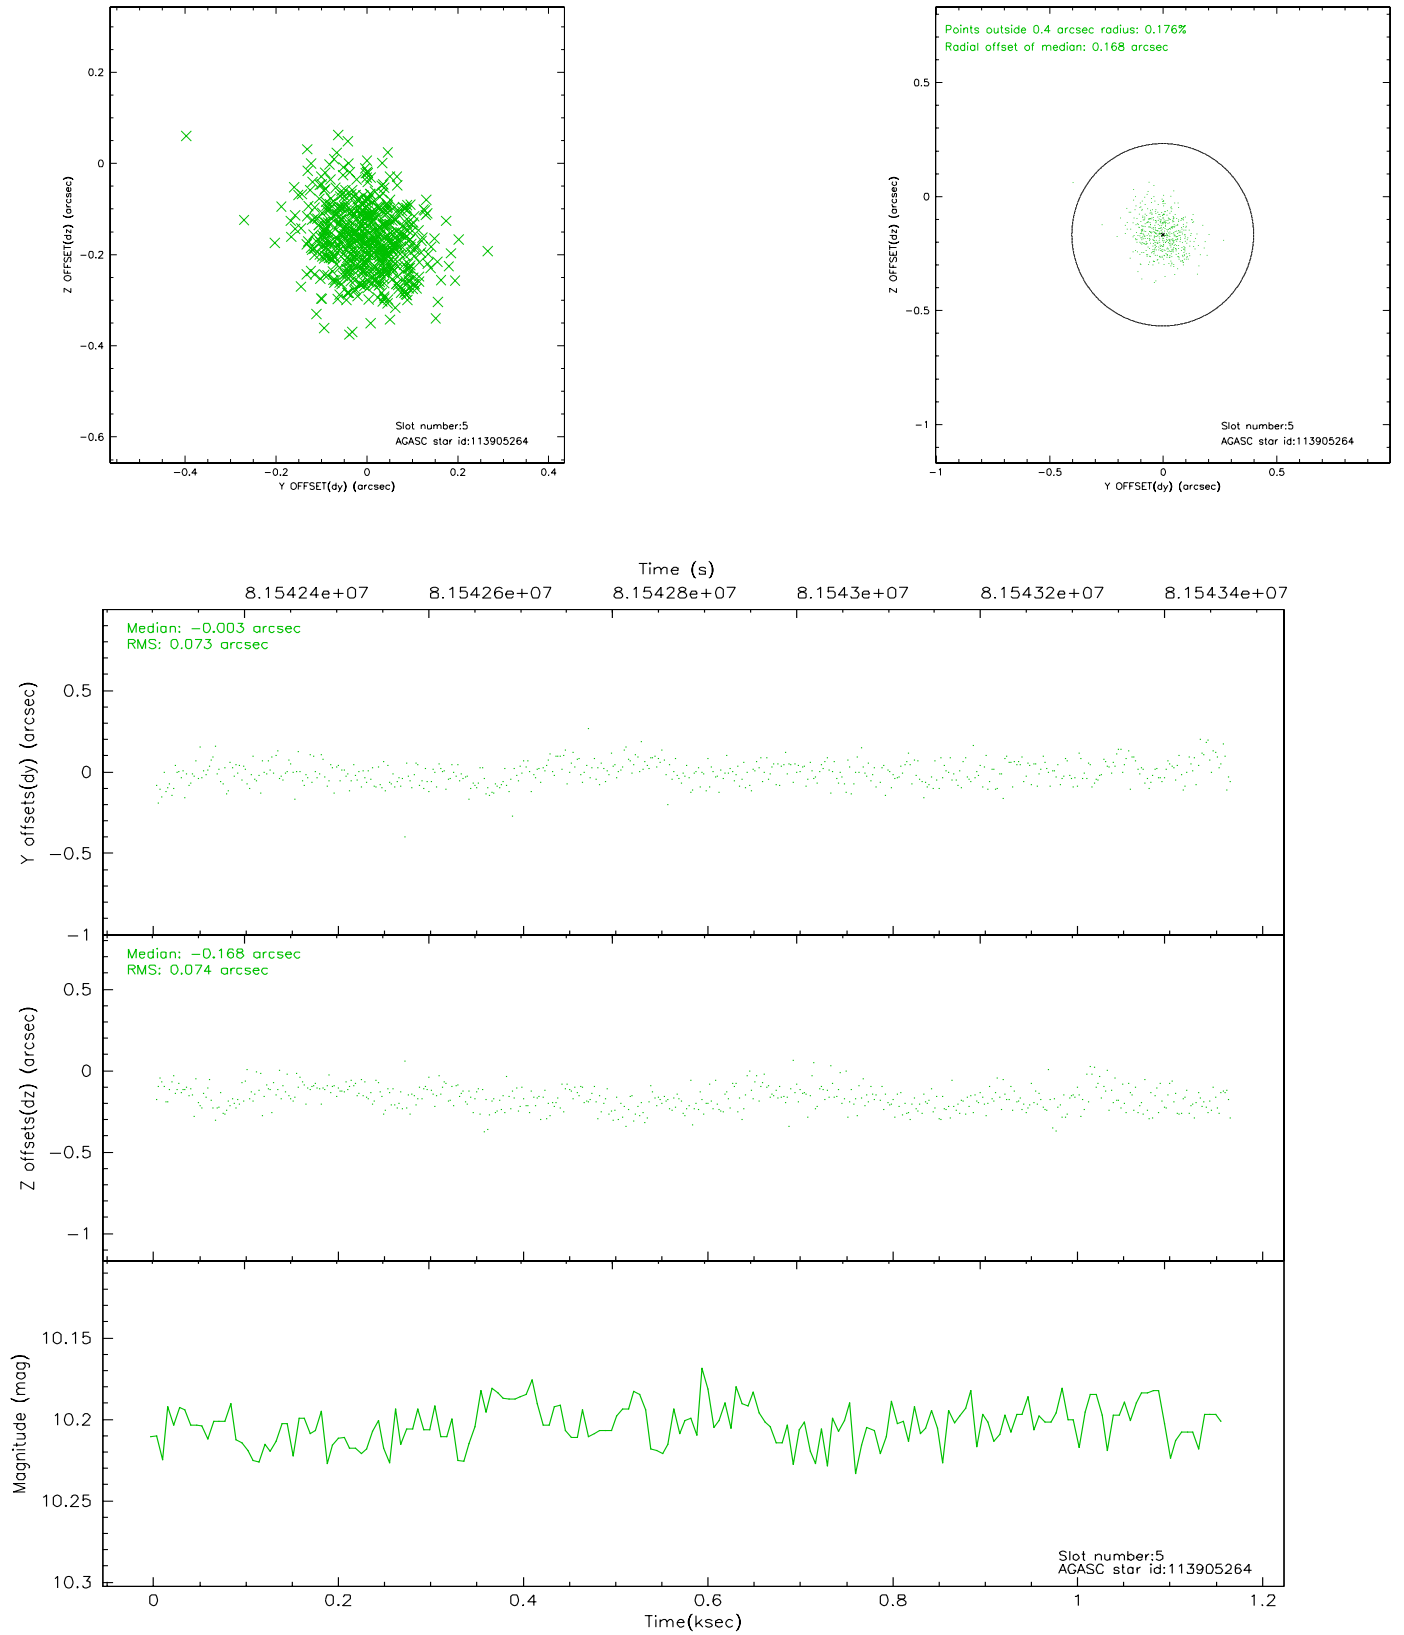 0.2
0
−0.2
−0.4
−0.6
Z OFFSET(dz) (arcsec)
Slot number:5
AGASC star id:113905264
−0.4 −0.2 0 0.2 0.4
Y OFFSET(dy) (arcsec)
Points outside 0.4 arcsec radius: 0.176%
Radial offset of median: 0.168 arcsec
0.5
0
−0.5
−1
Z OFFSET(dz) (arcsec)
Slot number:5
AGASC star id:113905264
−1 −0.5 0 0.5
Y OFFSET(dy) (arcsec)
Time (s)
8.15424e+07 8.15426e+07 8.15428e+07 8.1543e+07 8.15432e+07 8.15434e+07
Median: −0.003 arcsec
RMS: 0.073 arcsec
0.5
0
−0.5
−1
Y offsets(dy) (arcsec)
Median: −0.168 arcsec
RMS: 0.074 arcsec
0.5
0
−0.5
−1
Z offsets(dz) (arcsec)
10.15
10.2
10.25
10.3
Magnitude (mag)
Slot number:5
AGASC star id:113905264
0 0.2 0.4 0.6 0.8 1 1.2
Time(ksec)